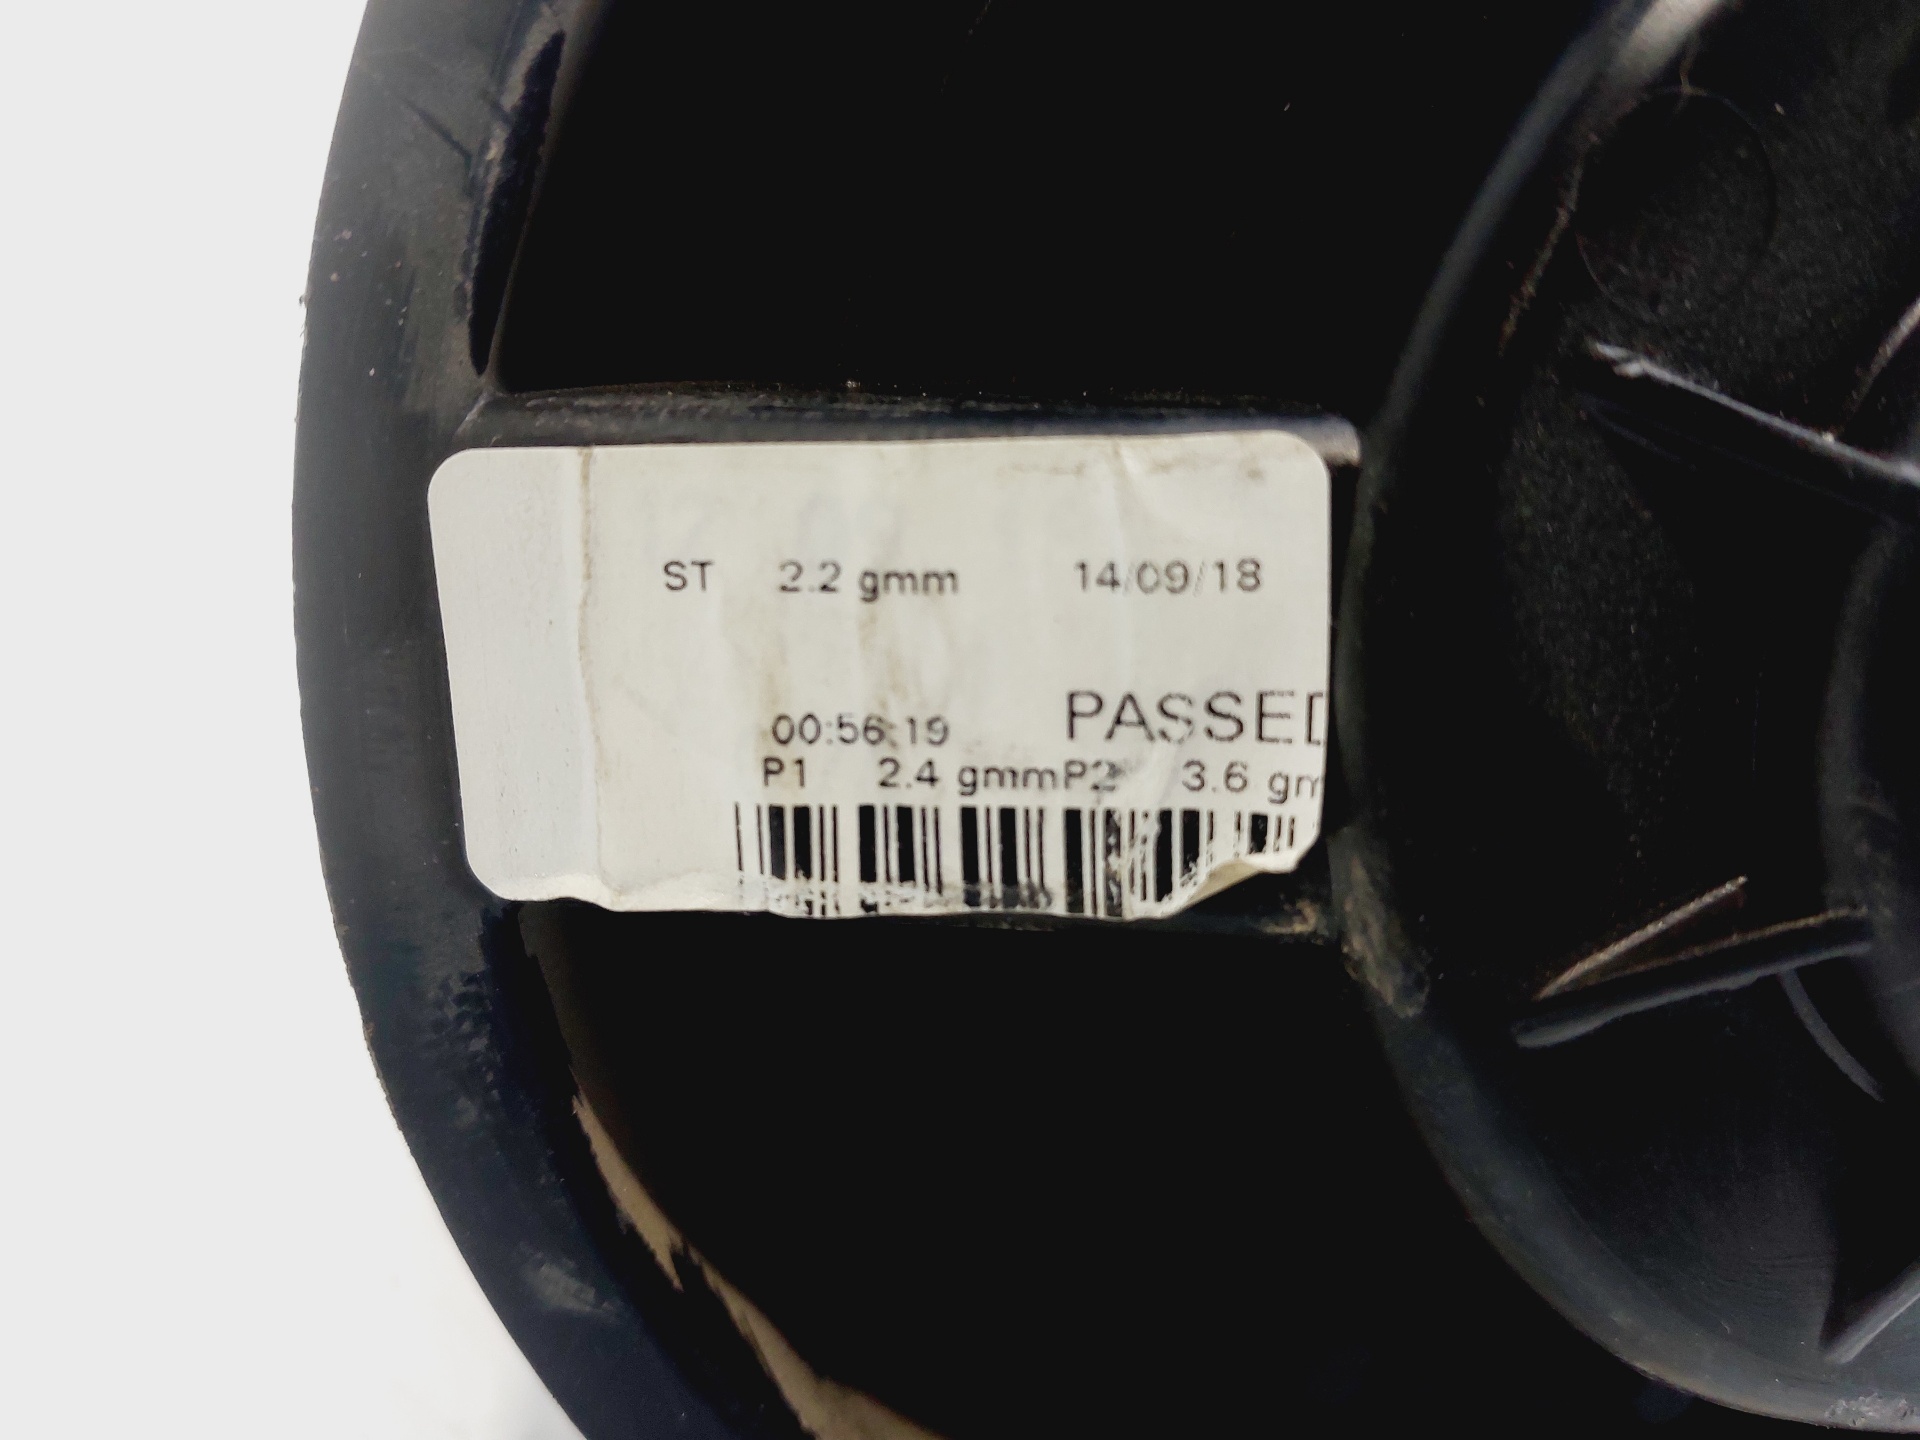 ST 2.2 gmm 14/09/18
00:56:19 PASSED
P1 2.4 gmmP2 3.6 gm